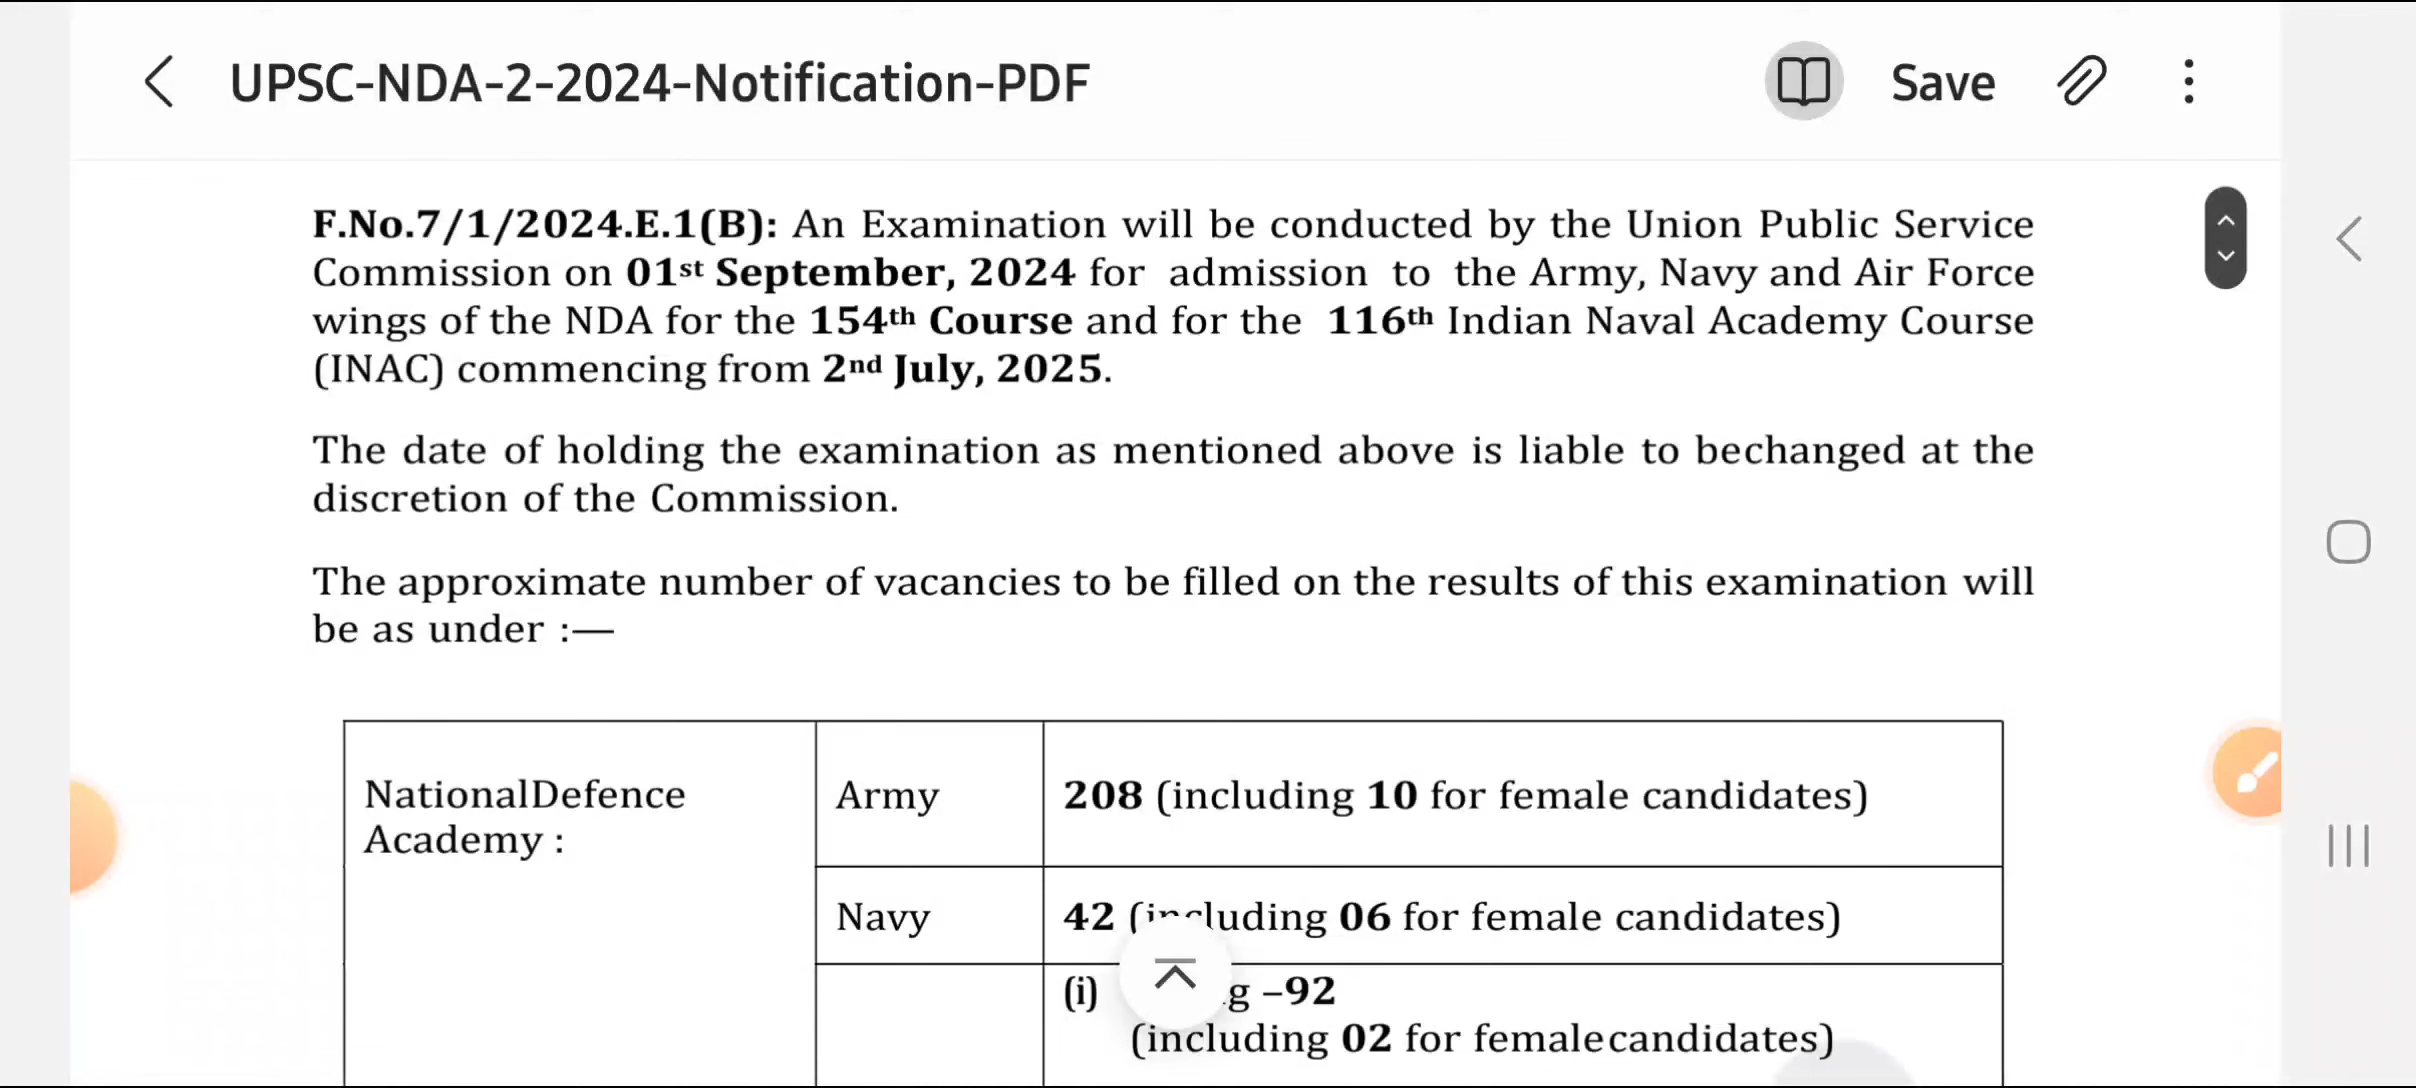 UPSC-NDA-2-2024-Notification-PDF
Save
F.No.7/1/2024.E.1(B): An Examination will be conducted by the Union Public Service
Commission on 01st September, 2024 for admission to the Army, Navy and Air Force
wings of the NDA for the 154th Course and for the 116th Indian Naval Academy Course
(INAC) commencing from 2nd July, 2025.
The date of holding the examination as mentioned above is liable to bechanged at the
discretion of the Commission.
The approximate number of vacancies to be filled on the results of this examination will
be as under :—
NationalDefence
Academy :
Army
208 (including 10 for female candidates)
Navy
42 (including 06 for female candidates)
(i) –92
(including 02 for femalecandidates)